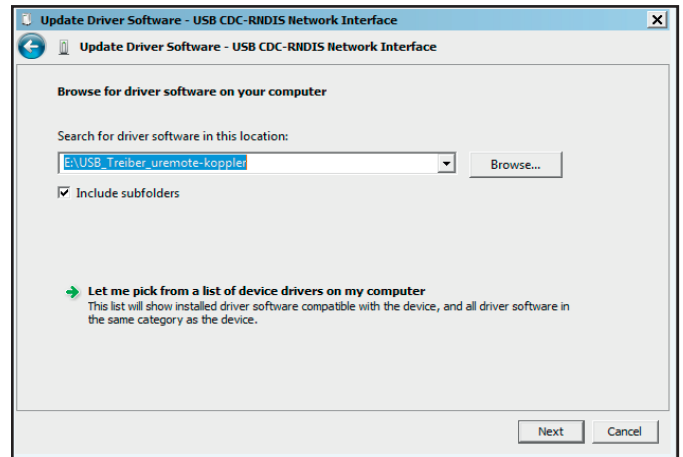 Update Driver Software - USB CDC-RNDIS Network Interface
Update Driver Software - USB CDC-RNDIS Network Interface
Browse for driver software on your computer
Search for driver software in this location:
E:\USB_Treiber_uremote-koppler
Browse...
Include subfolders
Let me pick from a list of device drivers on my computer
This list will show installed driver software compatible with the device, and all driver software in
the same category as the device.
Next Cancel